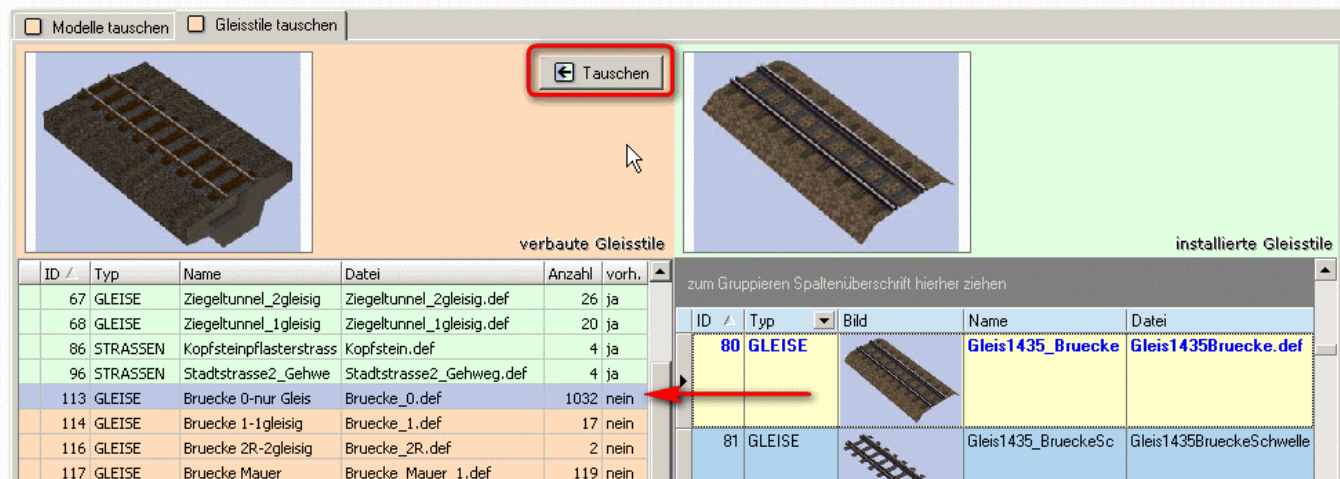 Modelle tauschen Gleisstile tauschen
Tauschen
verbaute Gleisstile
installierte Gleisstile
ID Typ Name Datei Anzahl vorh.
67 GLEISE Ziegeltunnel_2gleisig Ziegeltunnel_2gleisig.def 26 ja
68 GLEISE Ziegeltunnel_1gleisig Ziegeltunnel_1gleisig.def 20 ja
86 STRASSEN Kopfsteinpflasterstrass Kopfstein.def 4 ja
96 STRASSEN Stadtstrasse2_Gehwe Stadtstrasse2_Gehweg.def 4 ja
113 GLEISE Bruecke 0-nur Gleis Bruecke_0.def 1032 nein
114 GLEISE Bruecke 1-1gleisig Bruecke_1.def 17 nein
116 GLEISE Bruecke 2R-2gleisig Bruecke_2R.def 2 nein
117 GLEISE Bruecke Mauer Bruecke_Mauer_1.def 119 nein
zum Gruppieren Spaltenüberschrift hierher ziehen
ID Typ Bild Name Datei
80 GLEISE Gleis1435_Bruecke Gleis1435Bruecke.def
81 GLEISE Gleis1435_BrueckeSc Gleis1435BrueckeSchwelle